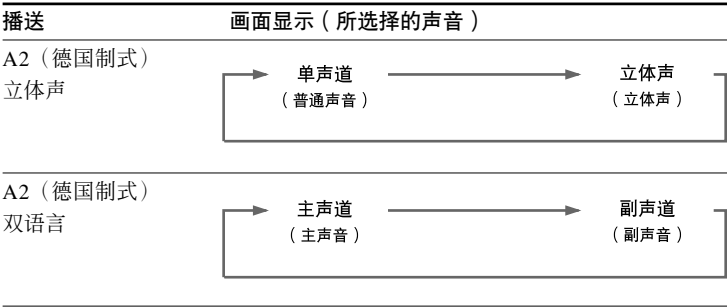 播送 画面显示（所选择的声音）
A2（德国制式）
立体声
单声道 立体声
（普通声音） （立体声）
A2（德国制式）
双语言
主声道 副声道
（主声音） （副声音）